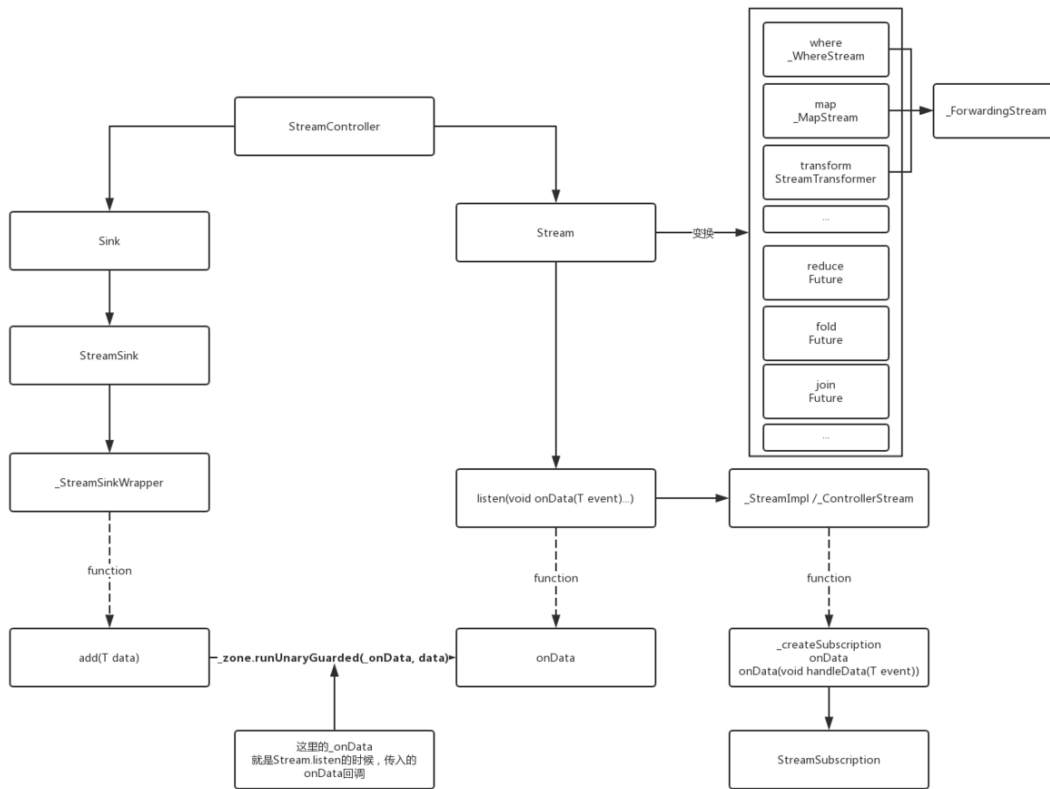 where
_WhereStream
map
_MapStream
_ForwardingStream
StreamController
transform
StreamTransformer
...
Sink
Stream
变换
reduce
Future
fold
Future
StreamSink
join
Future
...
_StreamSinkWrapper
listen(void onData(T event)...)
_StreamImpl /_ControllerStream
function
function
function
add(T data)
_zone.runUnaryGuarded(_onData, data)
onData
_createSubscription
onData
onData(void handleData(T event))
这里的_onData
就是Stream.listen的时候，传入的
onData回调
StreamSubscription